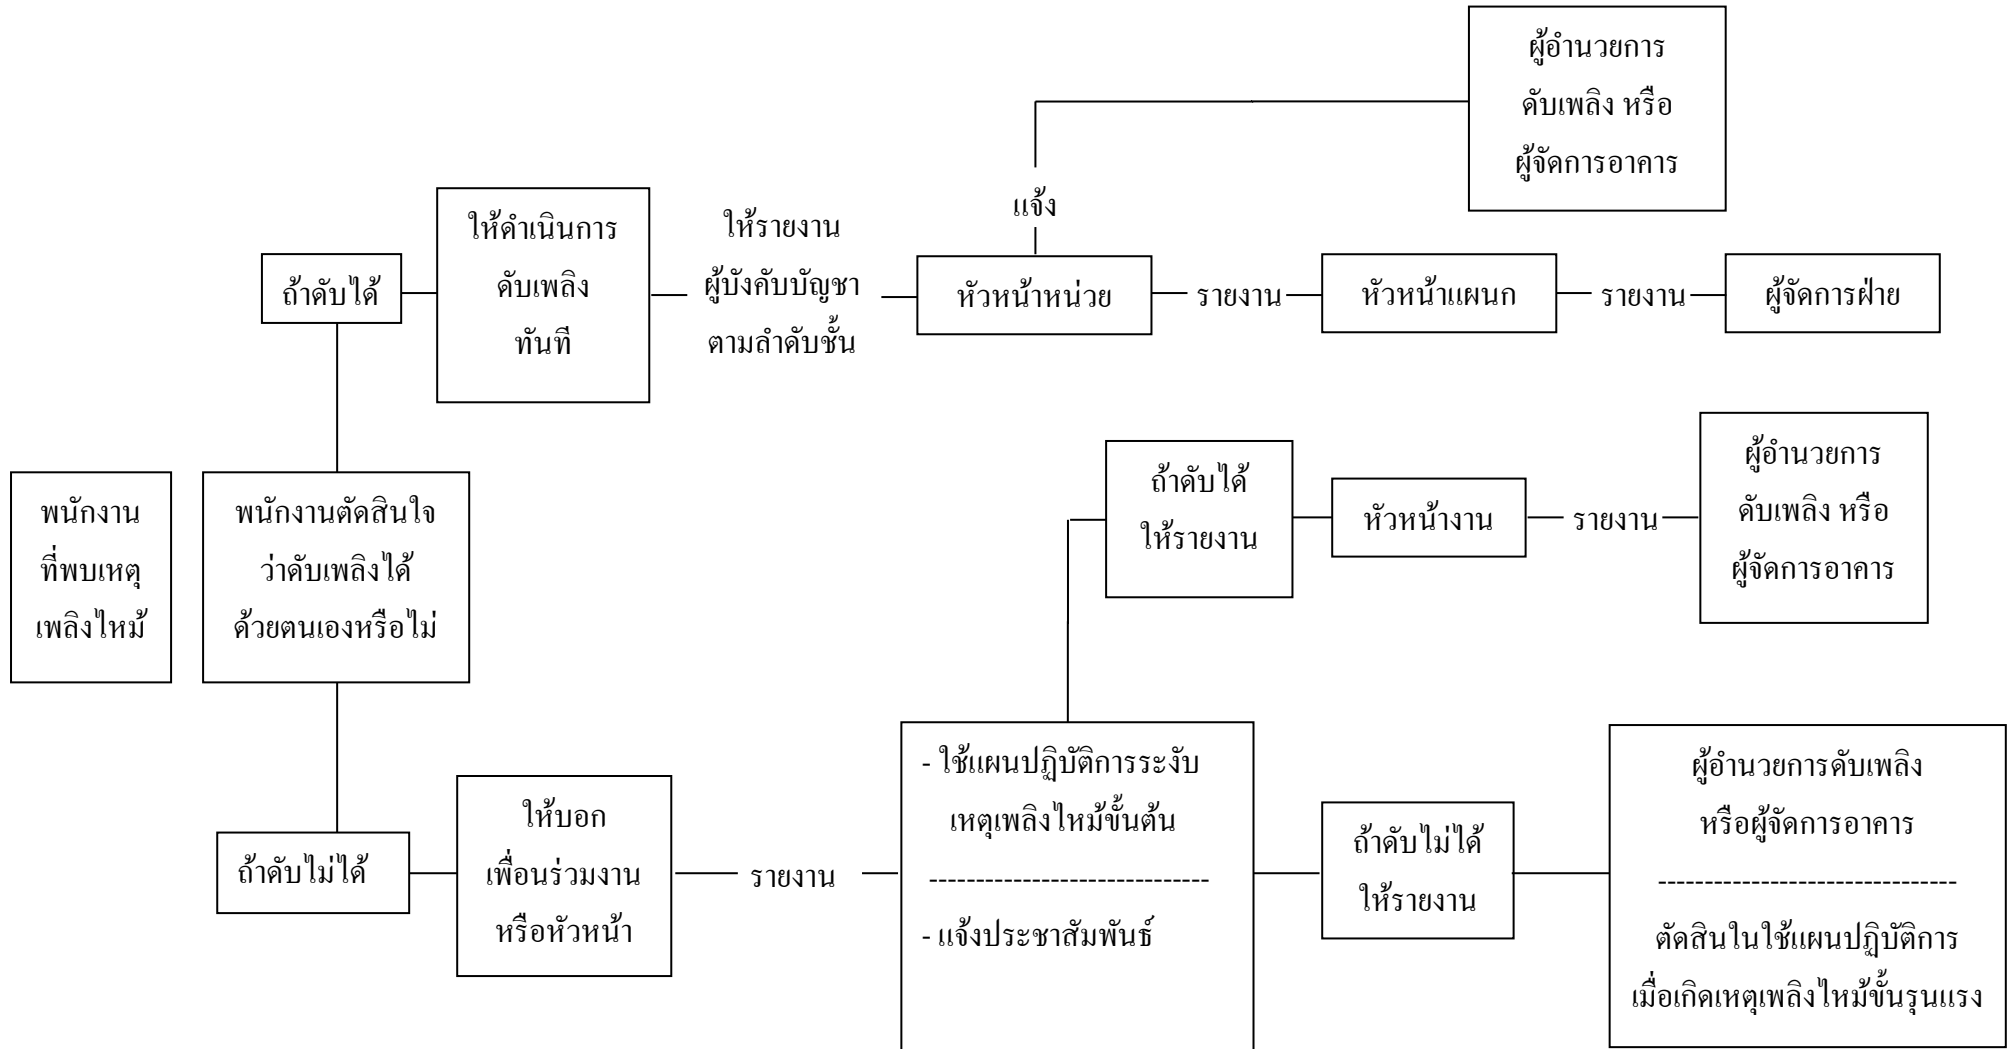 ผู้อำนวยการ
ดับเพลิง หรือ
ผู้จัดการอาคาร
แจ้ง
ถ้าดับได้
ให้ดำเนินการ
ดับเพลิง
ทันที
ให้รายงาน
ผู้บังคับบัญชา
ตามลำดับชั้น
หัวหน้าหน่วย
รายงาน
หัวหน้าแผนก
รายงาน
ผู้จัดการฝ่าย
พนักงาน
ที่พบเหตุ
เพลิงไหม้
พนักงานตัดสินใจ
ว่าดับเพลิงได้
ด้วยตนเองหรือไม่
ถ้าดับได้
ให้รายงาน
หัวหน้างาน
รายงาน
ผู้อำนวยการ
ดับเพลิง หรือ
ผู้จัดการอาคาร
ถ้าดับไม่ได้
ให้บอก
เพื่อนร่วมงาน
หรือหัวหน้า
รายงาน
- ใช้แผนปฏิบัติการระงับ
เหตุเพลิงไหม้ขั้นต้น
------------------------------
- แจ้งประชาสัมพันธ์
ถ้าดับไม่ได้
ให้รายงาน
ผู้อำนวยการดับเพลิง
หรือผู้จัดการอาคาร
--------------------------------
ตัดสินในใช้แผนปฏิบัติการ
เมื่อเกิดเหตุเพลิงไหม้ขั้นรุนแรง